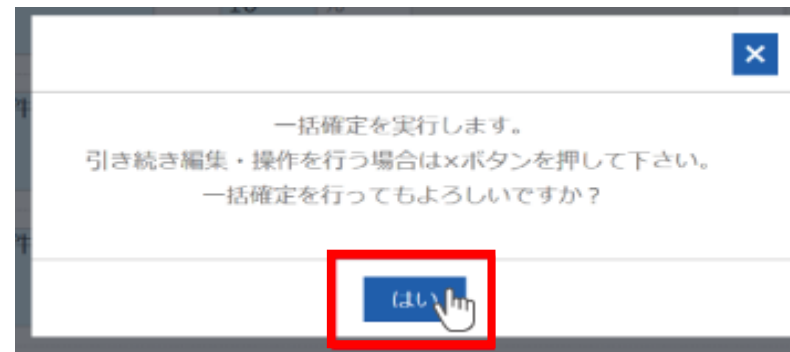 ×
一括確定を実行します。
引き続き編集・操作を行う場合は×ボタンを押して下さい。
一括確定を行ってもよろしいですか？
はい